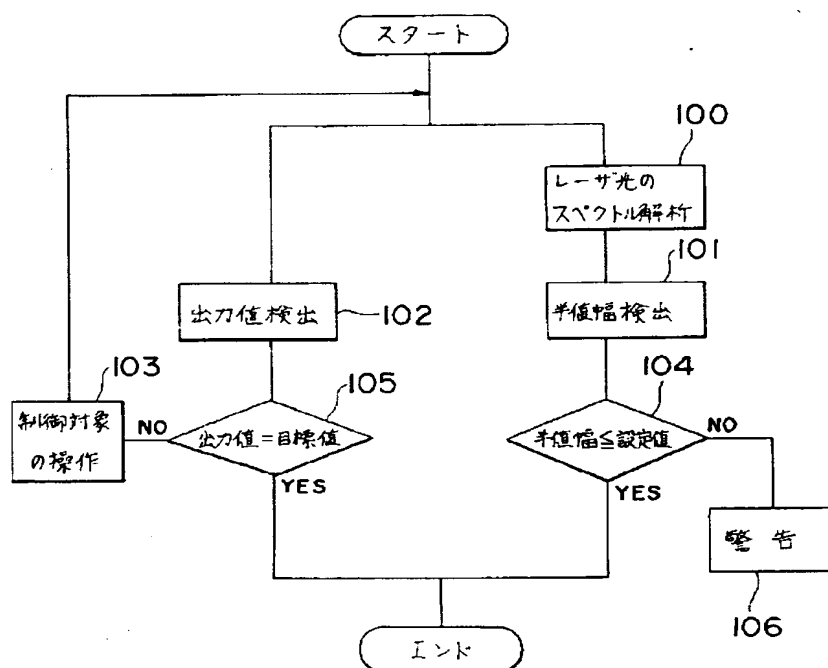 スタート
100
レーザ光の
スペクトル解析
101
半値幅検出
出力値検出
102
103
制御対象
の操作
NO
105
出力値=目標値
YES
104
半値幅≦設定値
NO
YES
警告
106
エンド